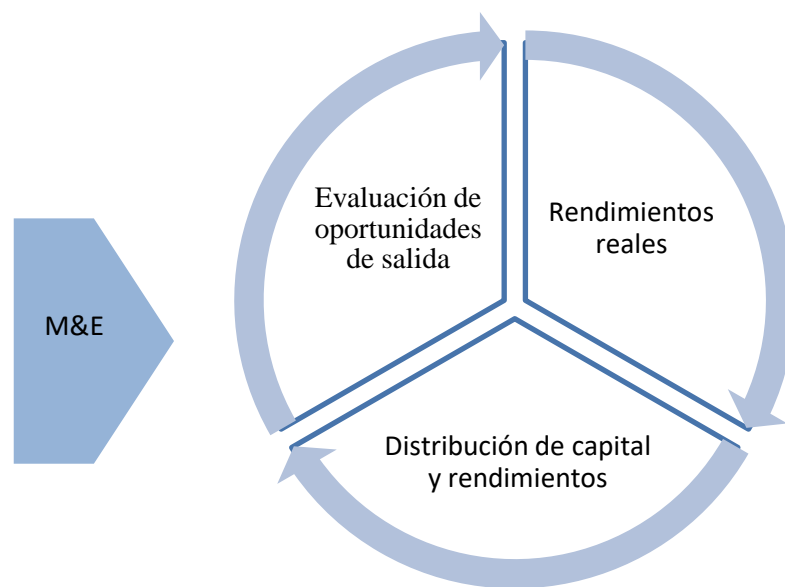 M&E
Evaluación de
oportunidades
de salida
Rendimientos
reales
Distribución de capital
y rendimientos